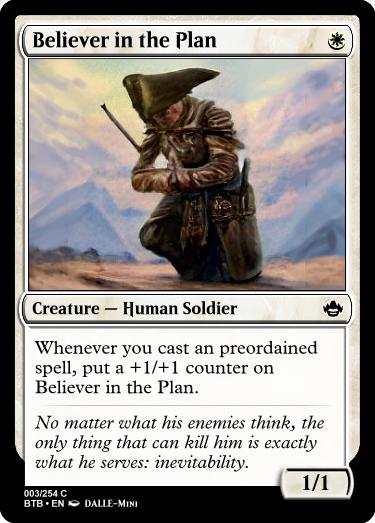 Believer in the Plan
Creature — Human Soldier
Whenever you cast an preordained
spell, put a +1/+1 counter on
Believer in the Plan.
No matter what his enemies think, the
only thing that can kill him is exactly
what he serves: inevitability.
1/1
003/254 C
BTB • EN DALLE-Mini